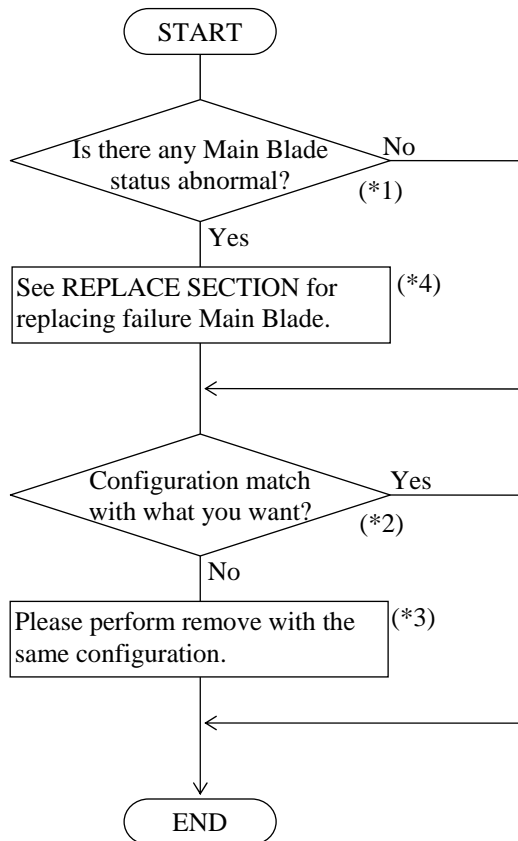 START
Is there any Main Blade
status abnormal?
No
(*1)
Yes
See REPLACE SECTION for
replacing failure Main Blade.
(*4)
Configuration match
with what you want?
Yes
(*2)
No
Please perform remove with the
same configuration.
(*3)
END